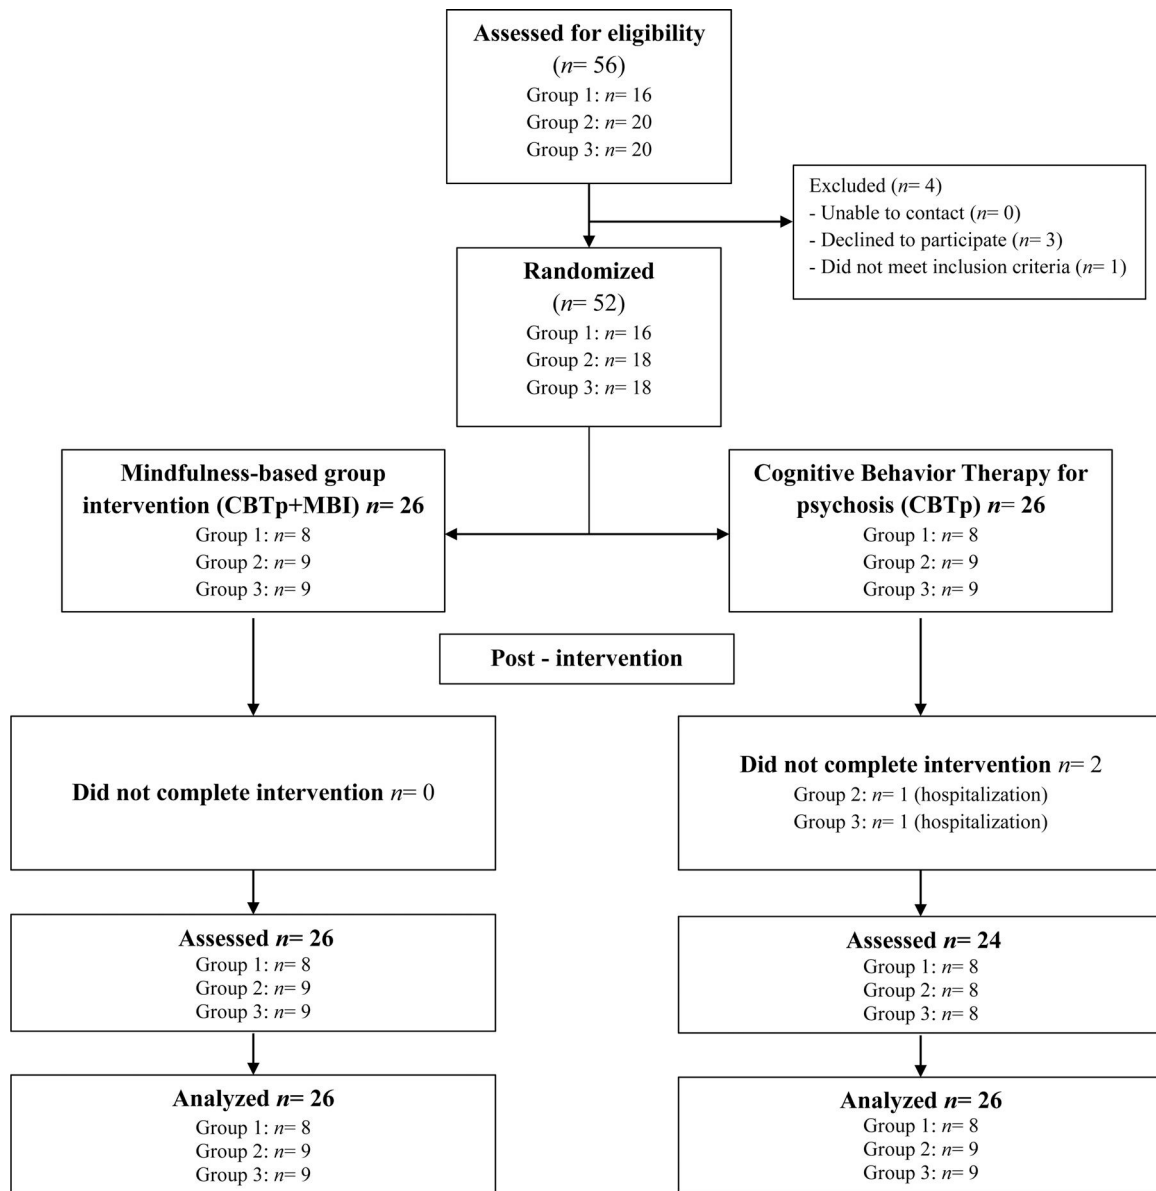 Assessed for eligibility
(n= 56)
Group 1: n= 16
Group 2: n= 20
Group 3: n= 20
Excluded (n= 4)
- Unable to contact (n= 0)
- Declined to participate (n= 3)
- Did not meet inclusion criteria (n= 1)
Randomized
(n= 52)
Group 1: n= 16
Group 2: n= 18
Group 3: n= 18
Mindfulness-based group
intervention (CBTp+MBI) n= 26
Group 1: n= 8
Group 2: n= 9
Group 3: n= 9
Cognitive Behavior Therapy for
psychosis (CBTp) n= 26
Group 1: n= 8
Group 2: n= 9
Group 3: n= 9
Post - intervention
Did not complete intervention n= 0
Did not complete intervention n= 2
Group 2: n= 1 (hospitalization)
Group 3: n= 1 (hospitalization)
Assessed n= 26
Group 1: n= 8
Group 2: n= 9
Group 3: n= 9
Assessed n= 24
Group 1: n= 8
Group 2: n= 8
Group 3: n= 8
Analyzed n= 26
Group 1: n= 8
Group 2: n= 9
Group 3: n= 9
Analyzed n= 26
Group 1: n= 8
Group 2: n= 9
Group 3: n= 9